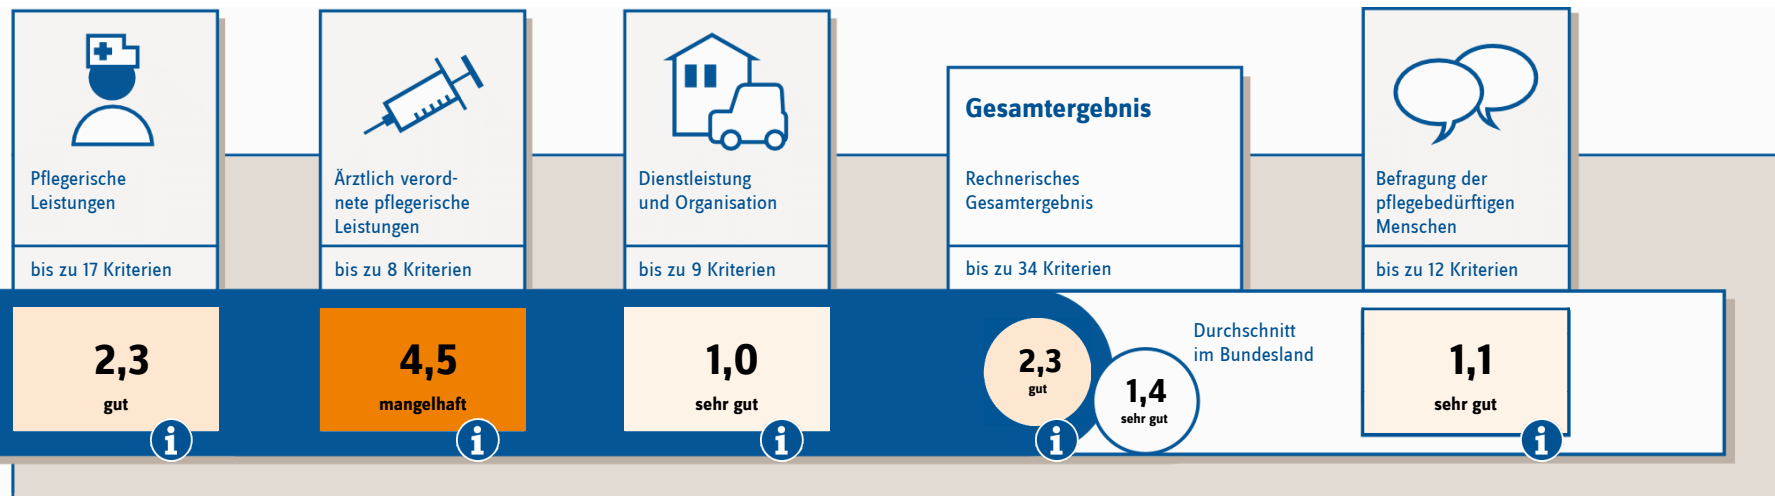 Pflegerische
Leistungen
bis zu 17 Kriterien
2,3
gut
Ärztlich verord-
nete pflegerische
Leistungen
bis zu 8 Kriterien
4,5
mangelhaft
Dienstleistung
und Organisation
bis zu 9 Kriterien
1,0
sehr gut
Gesamtergebnis
Rechnerisches
Gesamtergebnis
bis zu 34 Kriterien
2,3
gut
1,4
sehr gut
Durchschnitt
im Bundesland
Befragung der
pflegebedürftigen
Menschen
bis zu 12 Kriterien
1,1
sehr gut